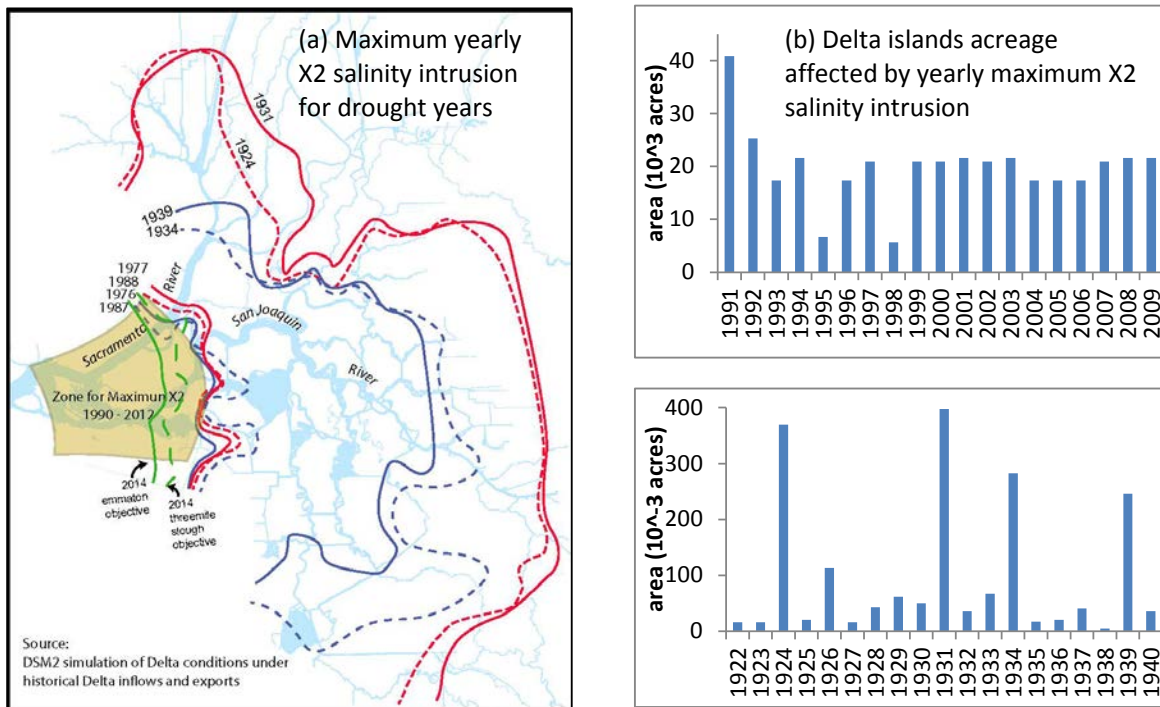 (a) Maximum yearly
X2 salinity intrusion
for drought years
1931
1924
1939
1934
1977
1988
1976
1987
River
Sacramento
San Joaquin
River
Zone for Maximun X2
1990 - 2012
2014
emmaton
objective
2014
threemile
slough
objective
Source:
DSM2 simulation of Delta conditions under
historical Delta inflows and exports
(b) Delta islands acreage
affected by yearly maximum X2
salinity intrusion
area (10^3 acres)
40
30
20
10
0
1991 1992 1993 1994 1995 1996 1997 1998 1999 2000 2001 2002 2003 2004 2005 2006 2007 2008 2009
area (10^-3 acres)
400
300
200
100
0
1922 1923 1924 1925 1926 1927 1928 1929 1930 1931 1932 1933 1934 1935 1936 1937 1938 1939 1940